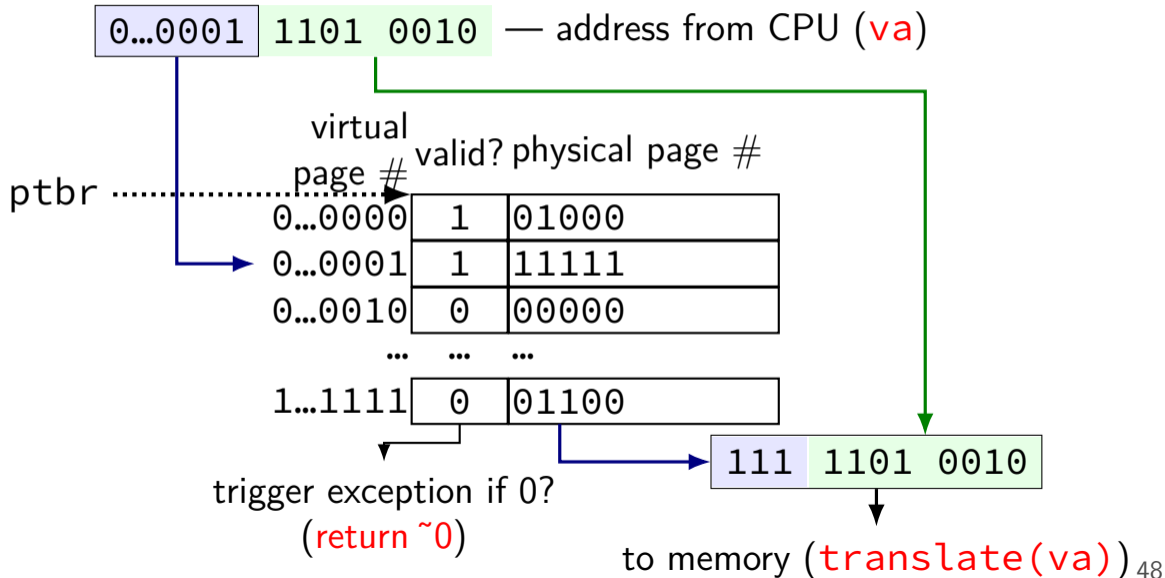 0…0001 1101 0010 — address from CPU (va)
virtual
page # valid? physical page #
ptbr
0…0000 1 01000
0…0001 1 11111
0…0010 0 00000
… … …
1…1111 0 01100
111 1101 0010
trigger exception if 0?
(return ~0)
to memory (translate(va))
48